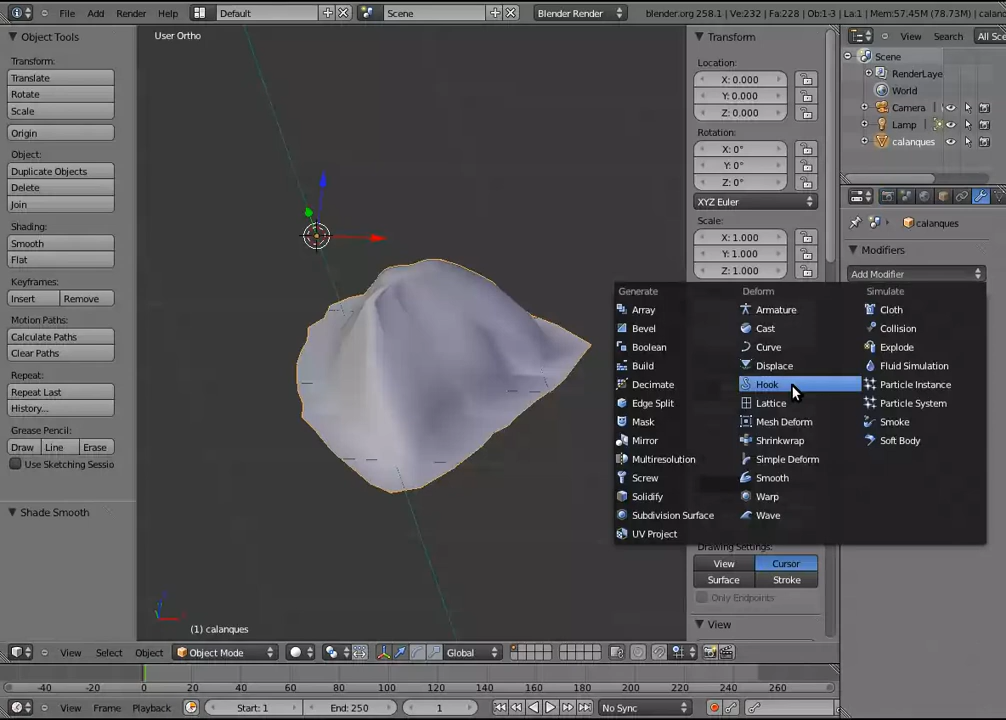 File Add Render Help Default Scene Blender Render blender.org 258.1 | Ve:232 | Fa:228 | Ob:1-3 | La:1 | Mem:57.45M (78.73M) | calanqu
Object Tools
Transform:
Translate
Rotate
Scale
Origin
Object:
Duplicate Objects
Delete
Join
Shading:
Smooth
Flat
Keyframes:
Insert Remove
Motion Paths:
Calculate Paths
Clear Paths
Repeat:
Repeat Last
History...
Grease Pencil:
Draw Line Erase
Use Sketching Sessio
Shade Smooth
User Ortho
(1) calanques
Transform
Location:
X: 0.000
Y: 0.000
Z: 0.000
Rotation:
X: 0°
Y: 0°
Z: 0°
XYZ Euler
Scale:
X: 1.000
Y: 1.000
Z: 1.000
View Search All Sce
Scene
RenderLaye
World
Camera
Lamp
calanques
calanques
Modifiers
Add Modifier
Generate
Array
Bevel
Boolean
Build
Decimate
Edge Split
Mask
Mirror
Multiresolution
Screw
Solidify
Subdivision Surface
UV Project
Deform
Armature
Cast
Curve
Displace
Hook
Lattice
Mesh Deform
Shrinkwrap
Simple Deform
Smooth
Warp
Wave
Simulate
Cloth
Collision
Explode
Fluid Simulation
Particle Instance
Particle System
Smoke
Soft Body
Drawing Settings:
View Cursor
Surface Stroke
Only Endpoints
View
View Select Object Object Mode Global
-40 -20 0 20 40 60 80 100 120 140 160 180 200 220 240 260
View Frame Playback Start: 1 End: 250 1 No Sync